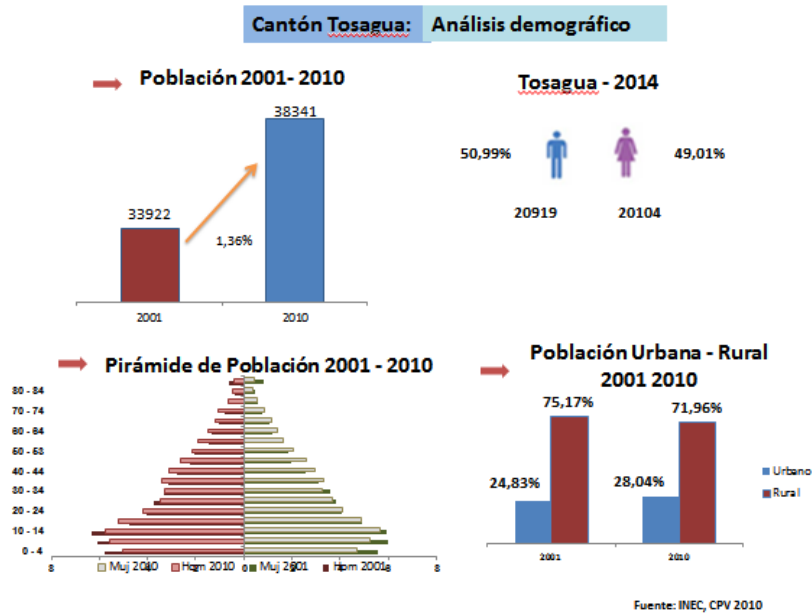 Cantón Tosagua: Análisis demográfico
Población 2001- 2010
38341
33922
1,36%
2001 2010
Tosagua - 2014
50,99% 49,01%
20919 20104
Pirámide de Población 2001 - 2010
80 - 84
70 - 74
60 - 64
50 - 53
40 - 44
30 - 34
20 - 24
10 - 14
0 - 4
8 8
Muj 2010 Hom 2010 Muj 2001 Hom 2001
Población Urbana - Rural
2001 2010
75,17% 71,96%
24,83% 28,04%
Urbano
Rural
2001 2010
Fuente: INEC, CPV 2010